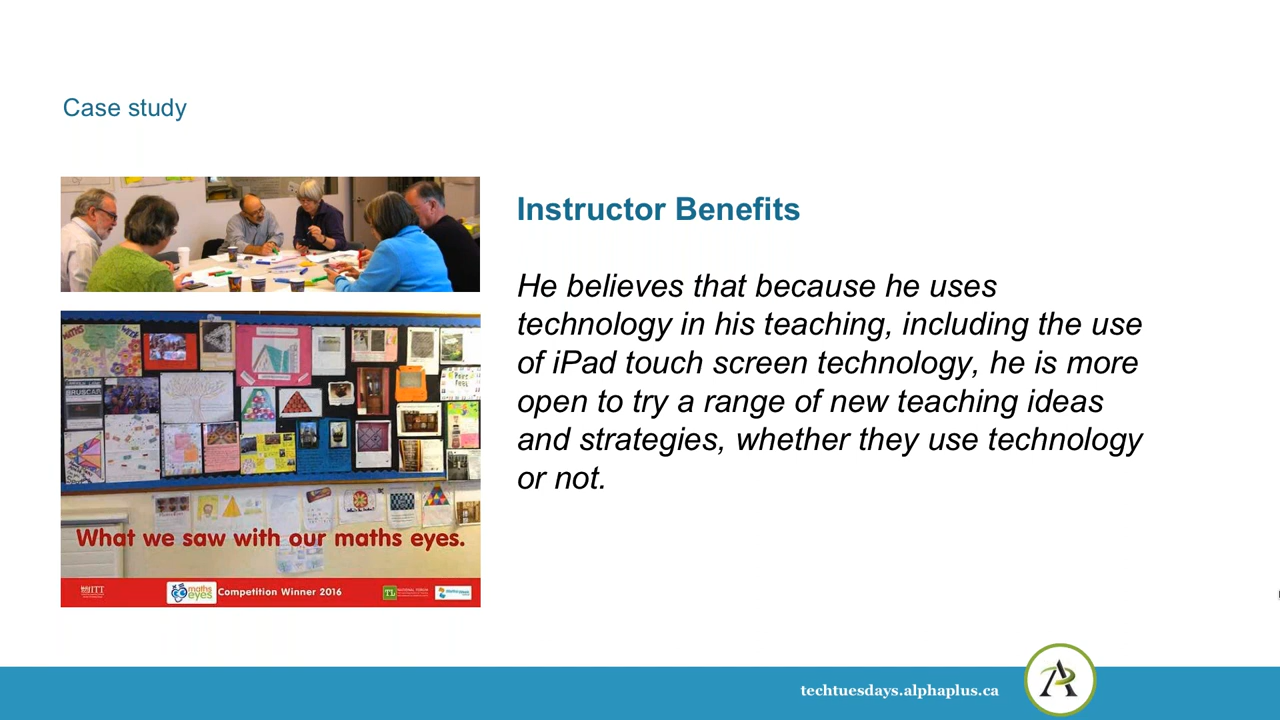 Case study
Instructor Benefits
He believes that because he uses
technology in his teaching, including the use
of iPad touch screen technology, he is more
open to try a range of new teaching ideas
and strategies, whether they use technology
or not.
What we saw with our maths eyes.
maths
eyes
Competition Winner 2016
techtuesdays.alphaplus.ca